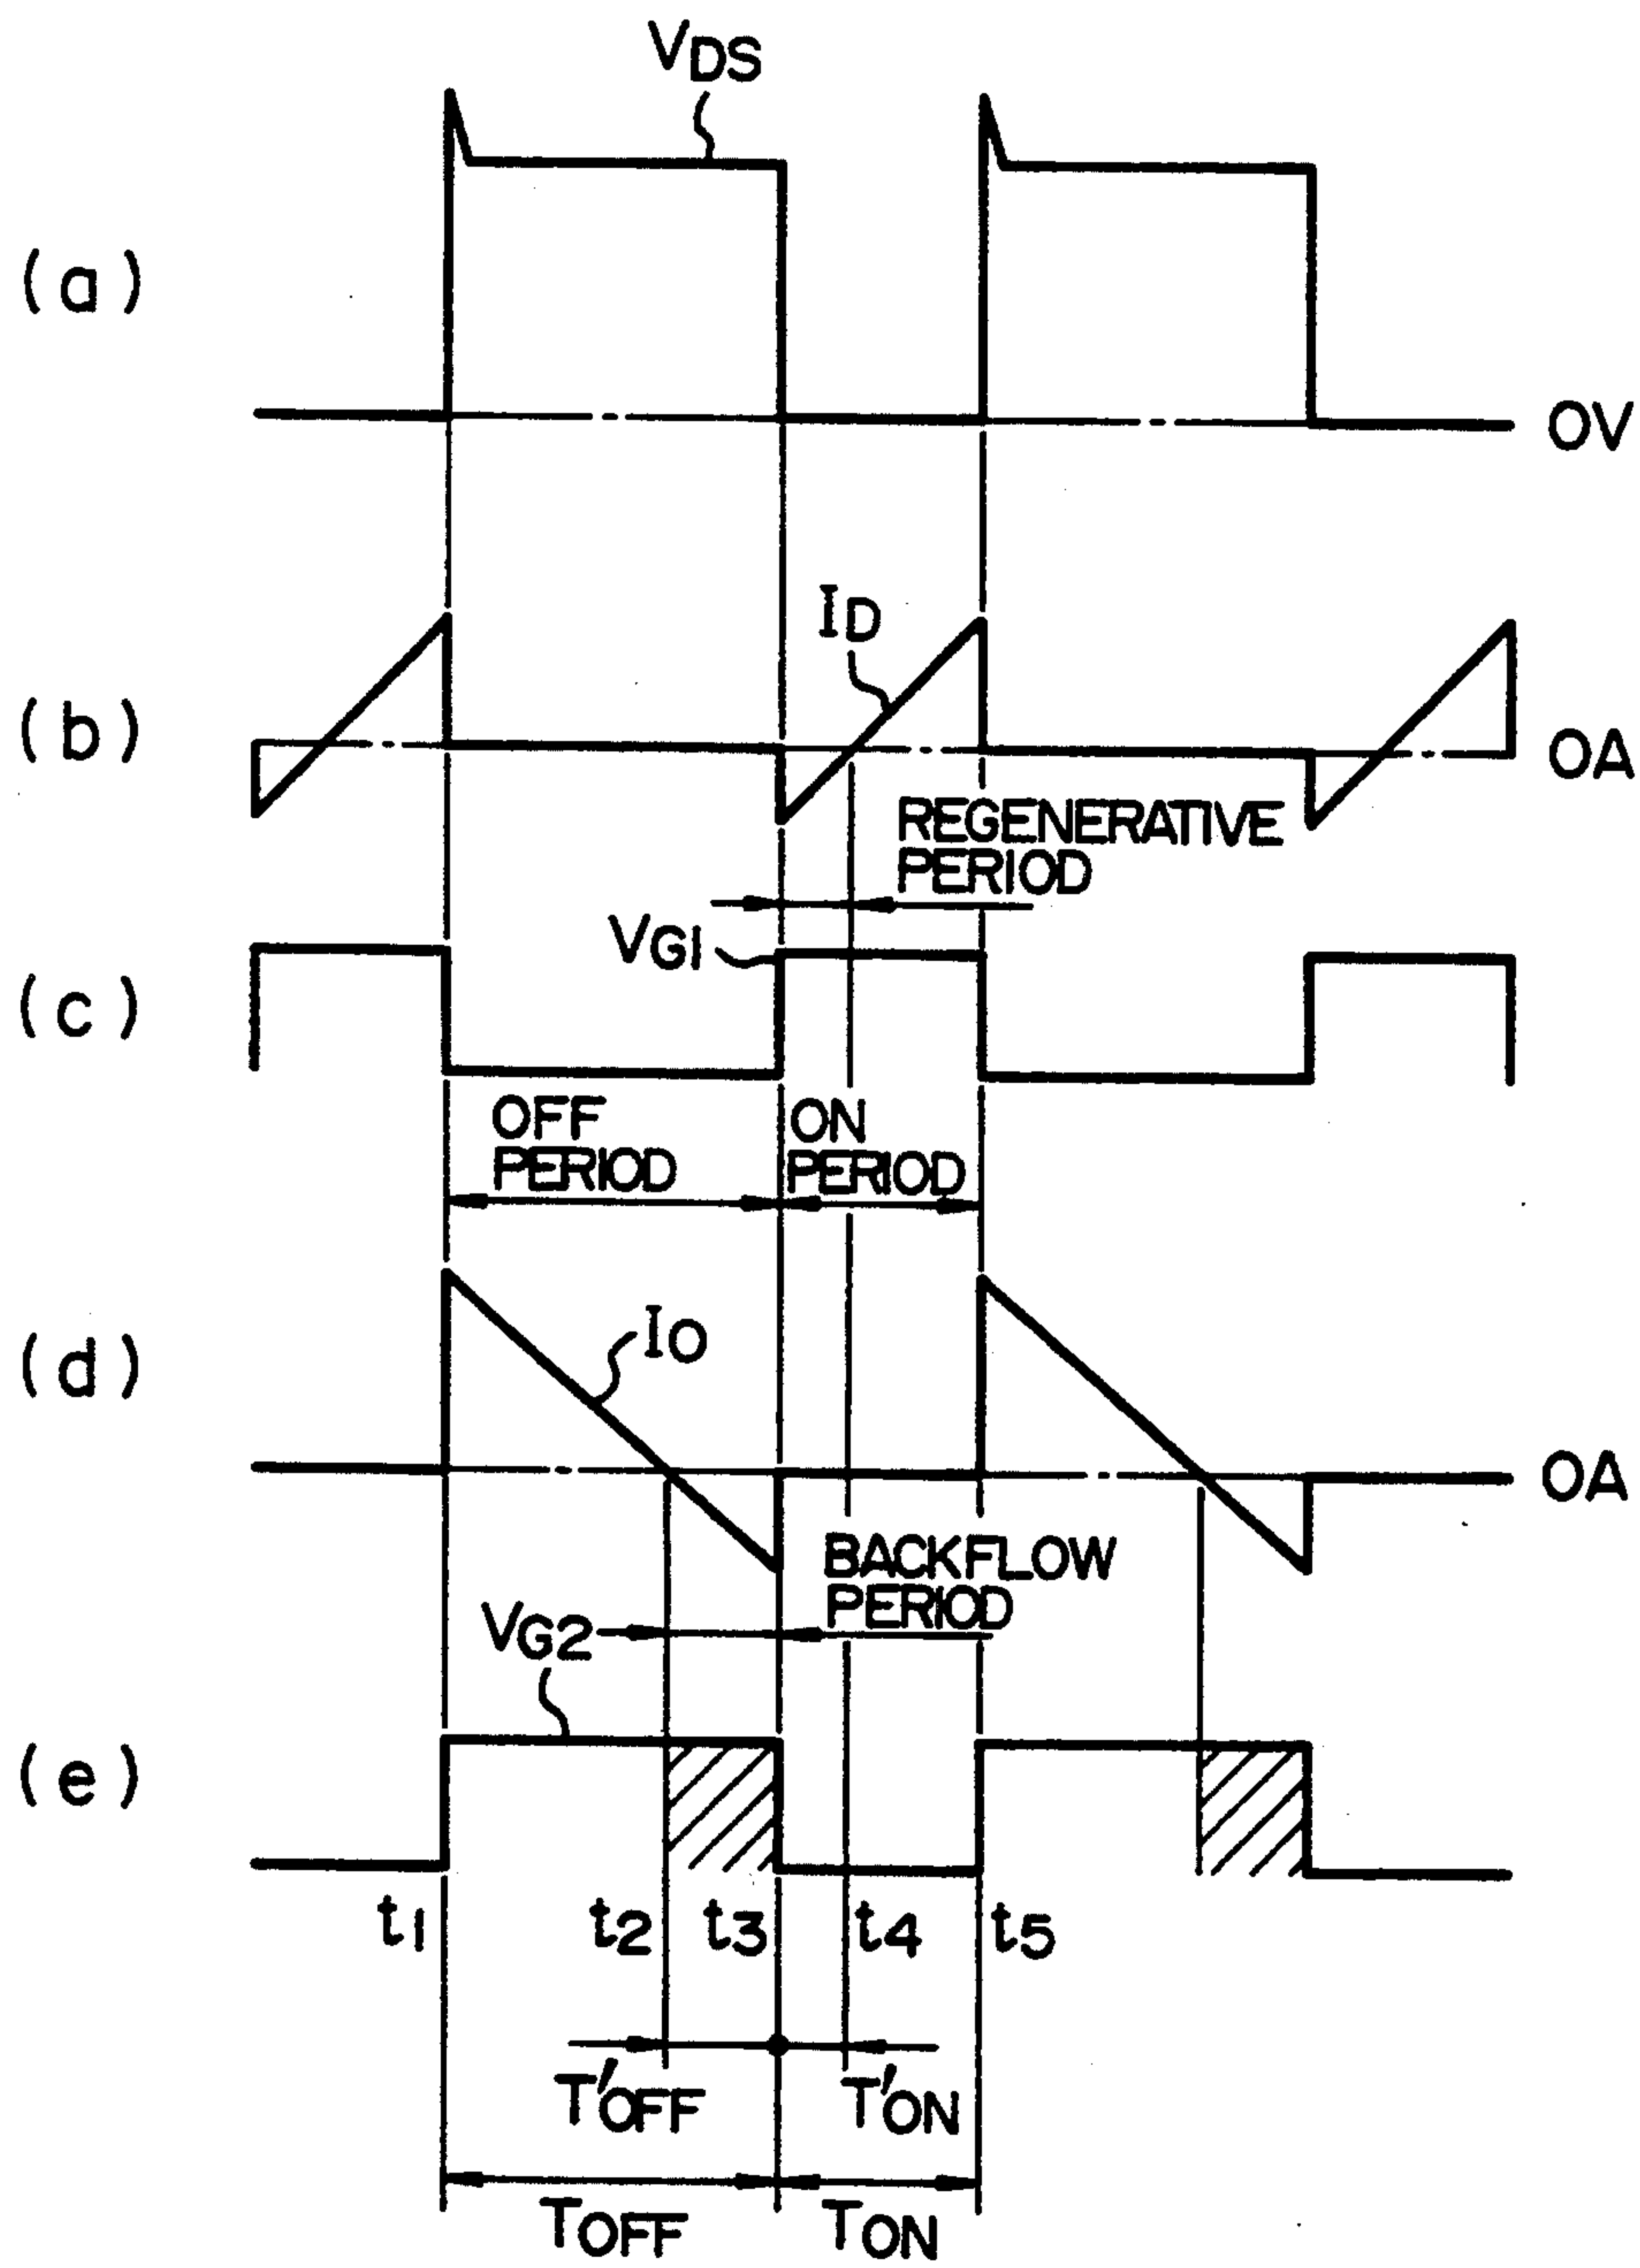 VDS
(a)
OV
ID
(b)
OA
REGENERATIVE
PERIOD
VG1
(c)
OFF
PERIOD
ON
PERIOD
IO
(d)
OA
BACKFLOW
PERIOD
VG2
(e)
t1
t2
t3
t4
t5
T'OFF
T'ON
TOFF
TON